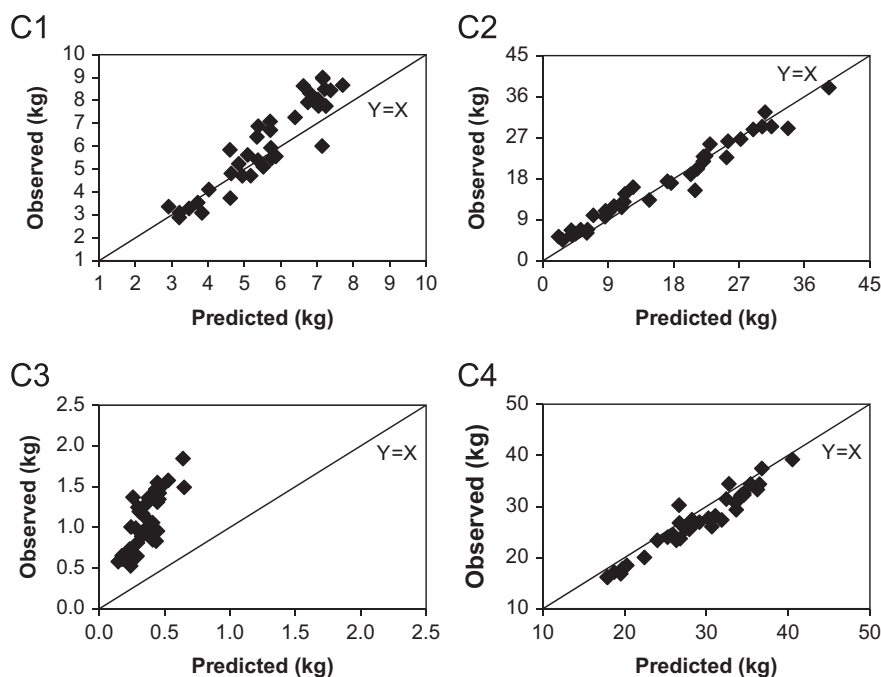 C1
10
9
8
7
6
5
4
3
2
1
Observed (kg)
Y=X
1 2 3 4 5 6 7 8 9 10
Predicted (kg)
C2
45
36
27
18
9
0
Observed (kg)
Y=X
0 9 18 27 36 45
Predicted (kg)
C3
2.5
2.0
1.5
1.0
0.5
0.0
Observed (kg)
Y=X
0.0 0.5 1.0 1.5 2.0 2.5
Predicted (kg)
C4
50
40
30
20
10
Observed (kg)
Y=X
10 20 30 40 50
Predicted (kg)